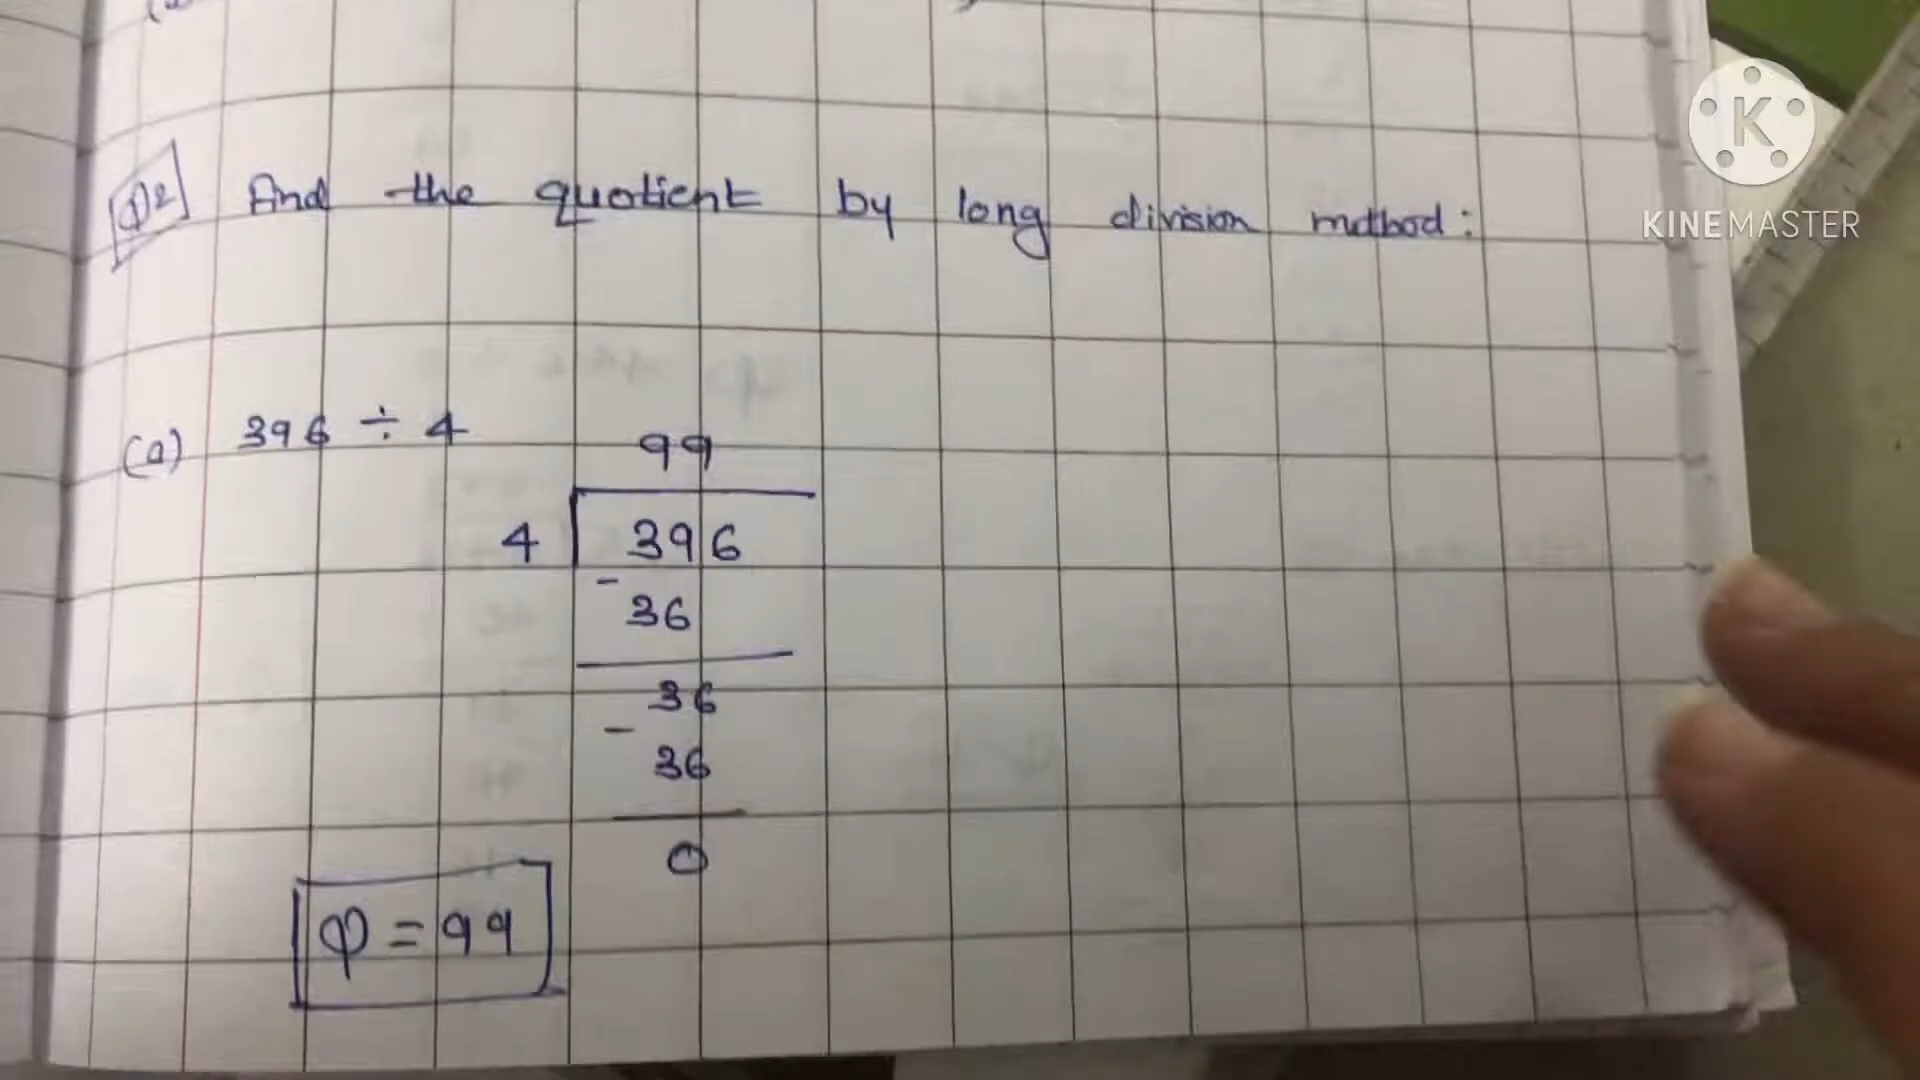 Q2 Find the quotient by long division method:
(a) 396 ÷ 4
99
4 396
- 36
36
- 36
0
Q = 99
KINEMASTER